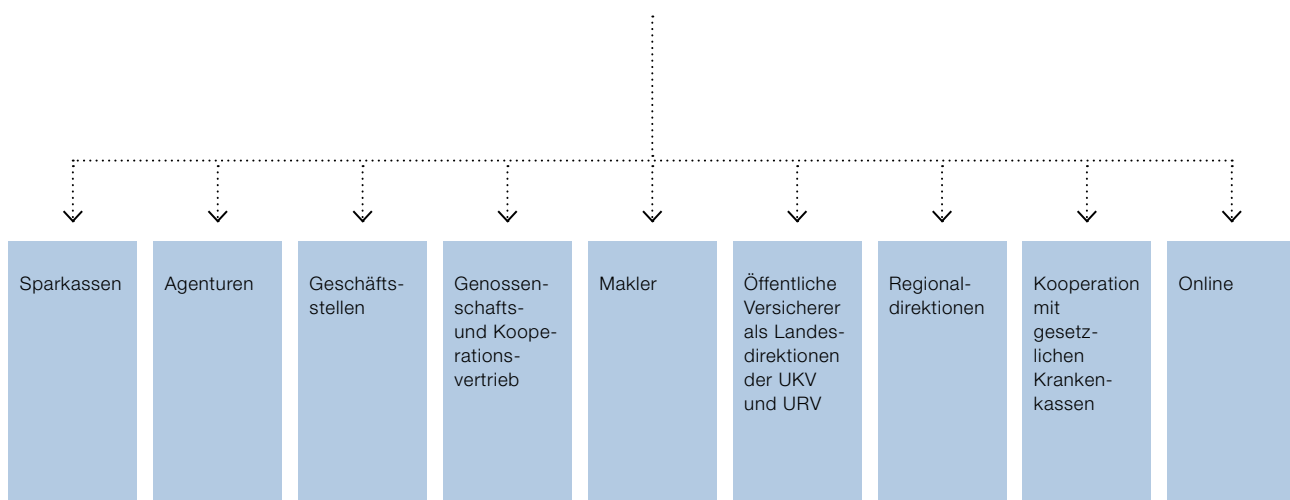 Sparkassen
Agenturen
Geschäfts-
stellen
Genossen-
schafts-
und Koope-
rations-
vertrieb
Makler
Öffentliche
Versicherer
als Landes-
direktionen
der UKV
und URV
Regional-
direktionen
Kooperation
mit
gesetz-
lichen
Kranken-
kassen
Online